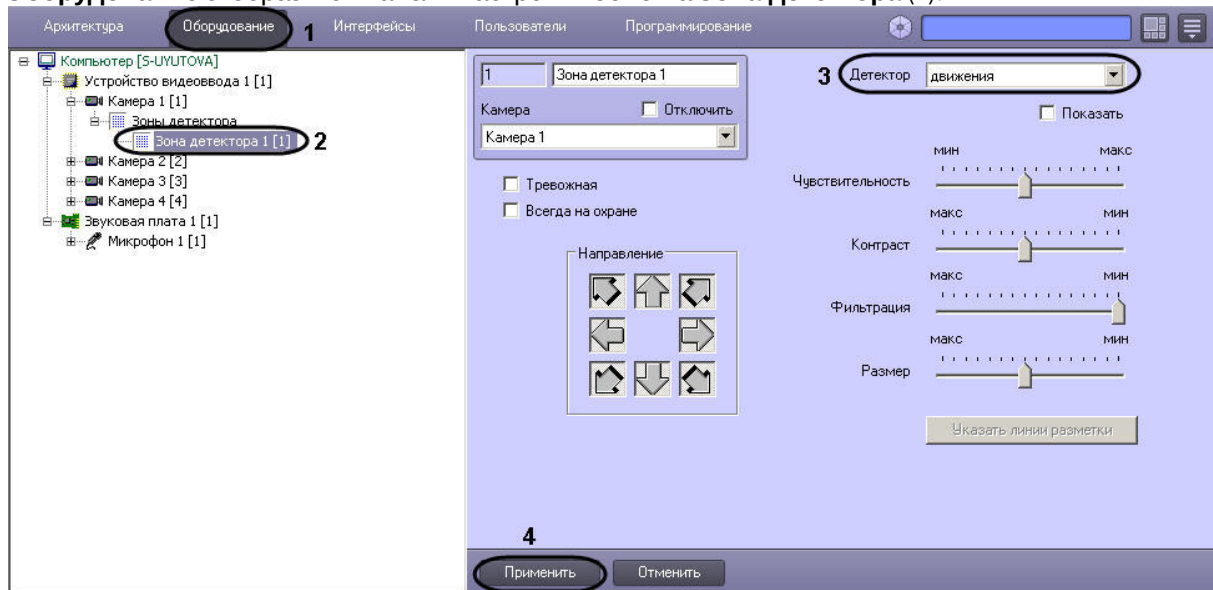 Архитектура Оборудование 1 Интерфейсы Пользователи Программирование
Компьютер [S-UYUTOVA]
Устройство видеоввода 1 [1]
Камера 1 [1]
Зоны детектора
Зона детектора 1 [1] 2
Камера 2 [2]
Камера 3 [3]
Камера 4 [4]
Звуковая плата 1 [1]
Микрофон 1 [1]
1 Зона детектора 1
Камера Отключить
Камера 1
Тревожная
Всегда на охране
Направление
3 Детектор движения
Показать
мин макс
Чувствительность
макс мин
Контраст
макс мин
Фильтрация
макс мин
Размер
Указать линии разметки
4
Применить Отменить